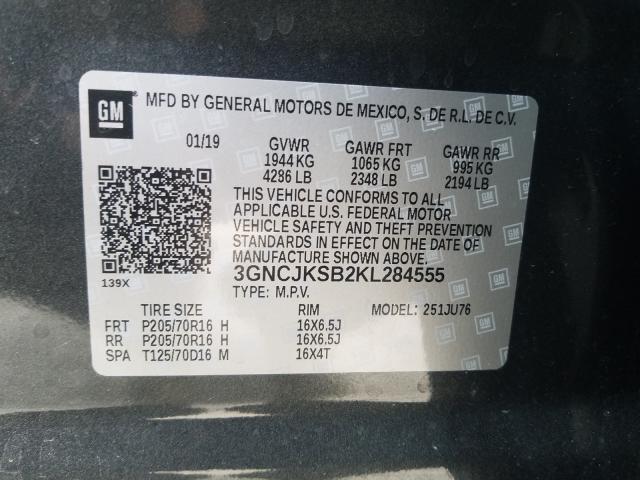 GM MFD BY GENERAL MOTORS DE MEXICO, S. DE R.L. DE C.V.
01/19 GVWR GAWR FRT GAWR RR
1944 KG 1065 KG 995 KG
4286 LB 2348 LB 2194 LB
THIS VEHICLE CONFORMS TO ALL
APPLICABLE U.S. FEDERAL MOTOR
VEHICLE SAFETY AND THEFT PREVENTION
STANDARDS IN EFFECT ON THE DATE OF
MANUFACTURE SHOWN ABOVE.
139X 3GNCJKSB2KL284555
TYPE: M.P.V. MODEL: 251JU76
TIRE SIZE RIM
FRT P205/70R16 H 16X6.5J
RR P205/70R16 H 16X6.5J
SPA T125/70D16 M 16X4T